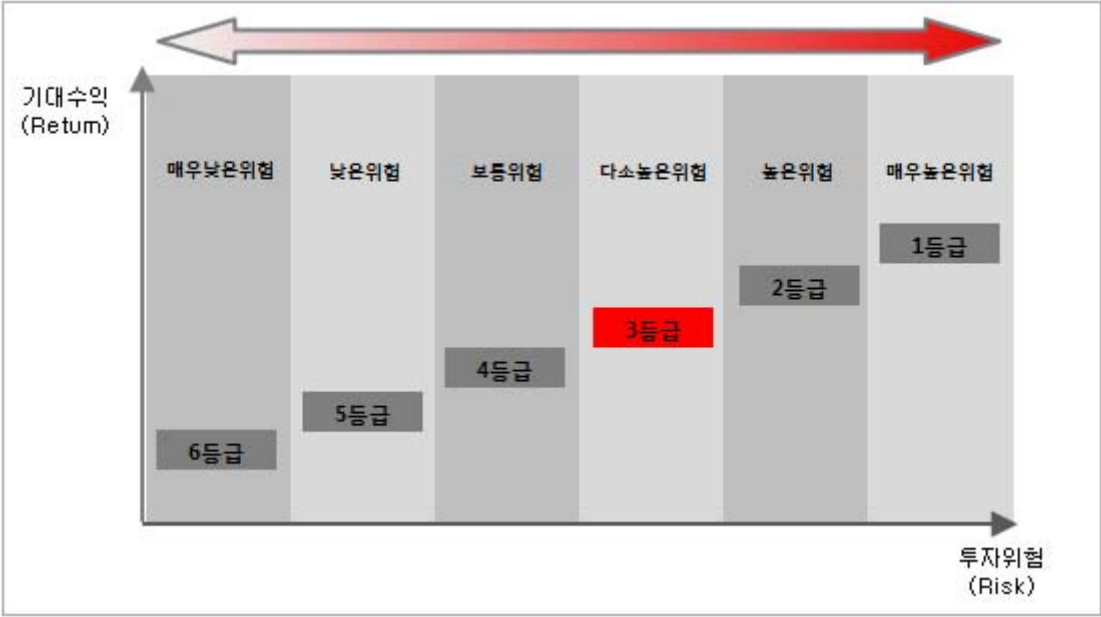 기대수익
(Return)
매우낮은위험
낮은위험
보통위험
다소높은위험
높은위험
매우높은위험
1등급
2등급
3등급
4등급
5등급
6등급
투자위험
(Risk)